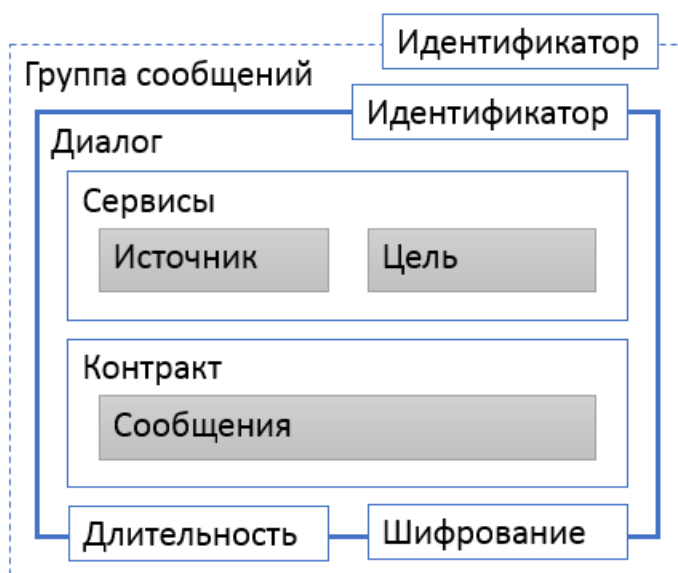 Идентификатор
Группа сообщений
Идентификатор
Диалог
Сервисы
Источник
Цель
Контракт
Сообщения
Длительность
Шифрование